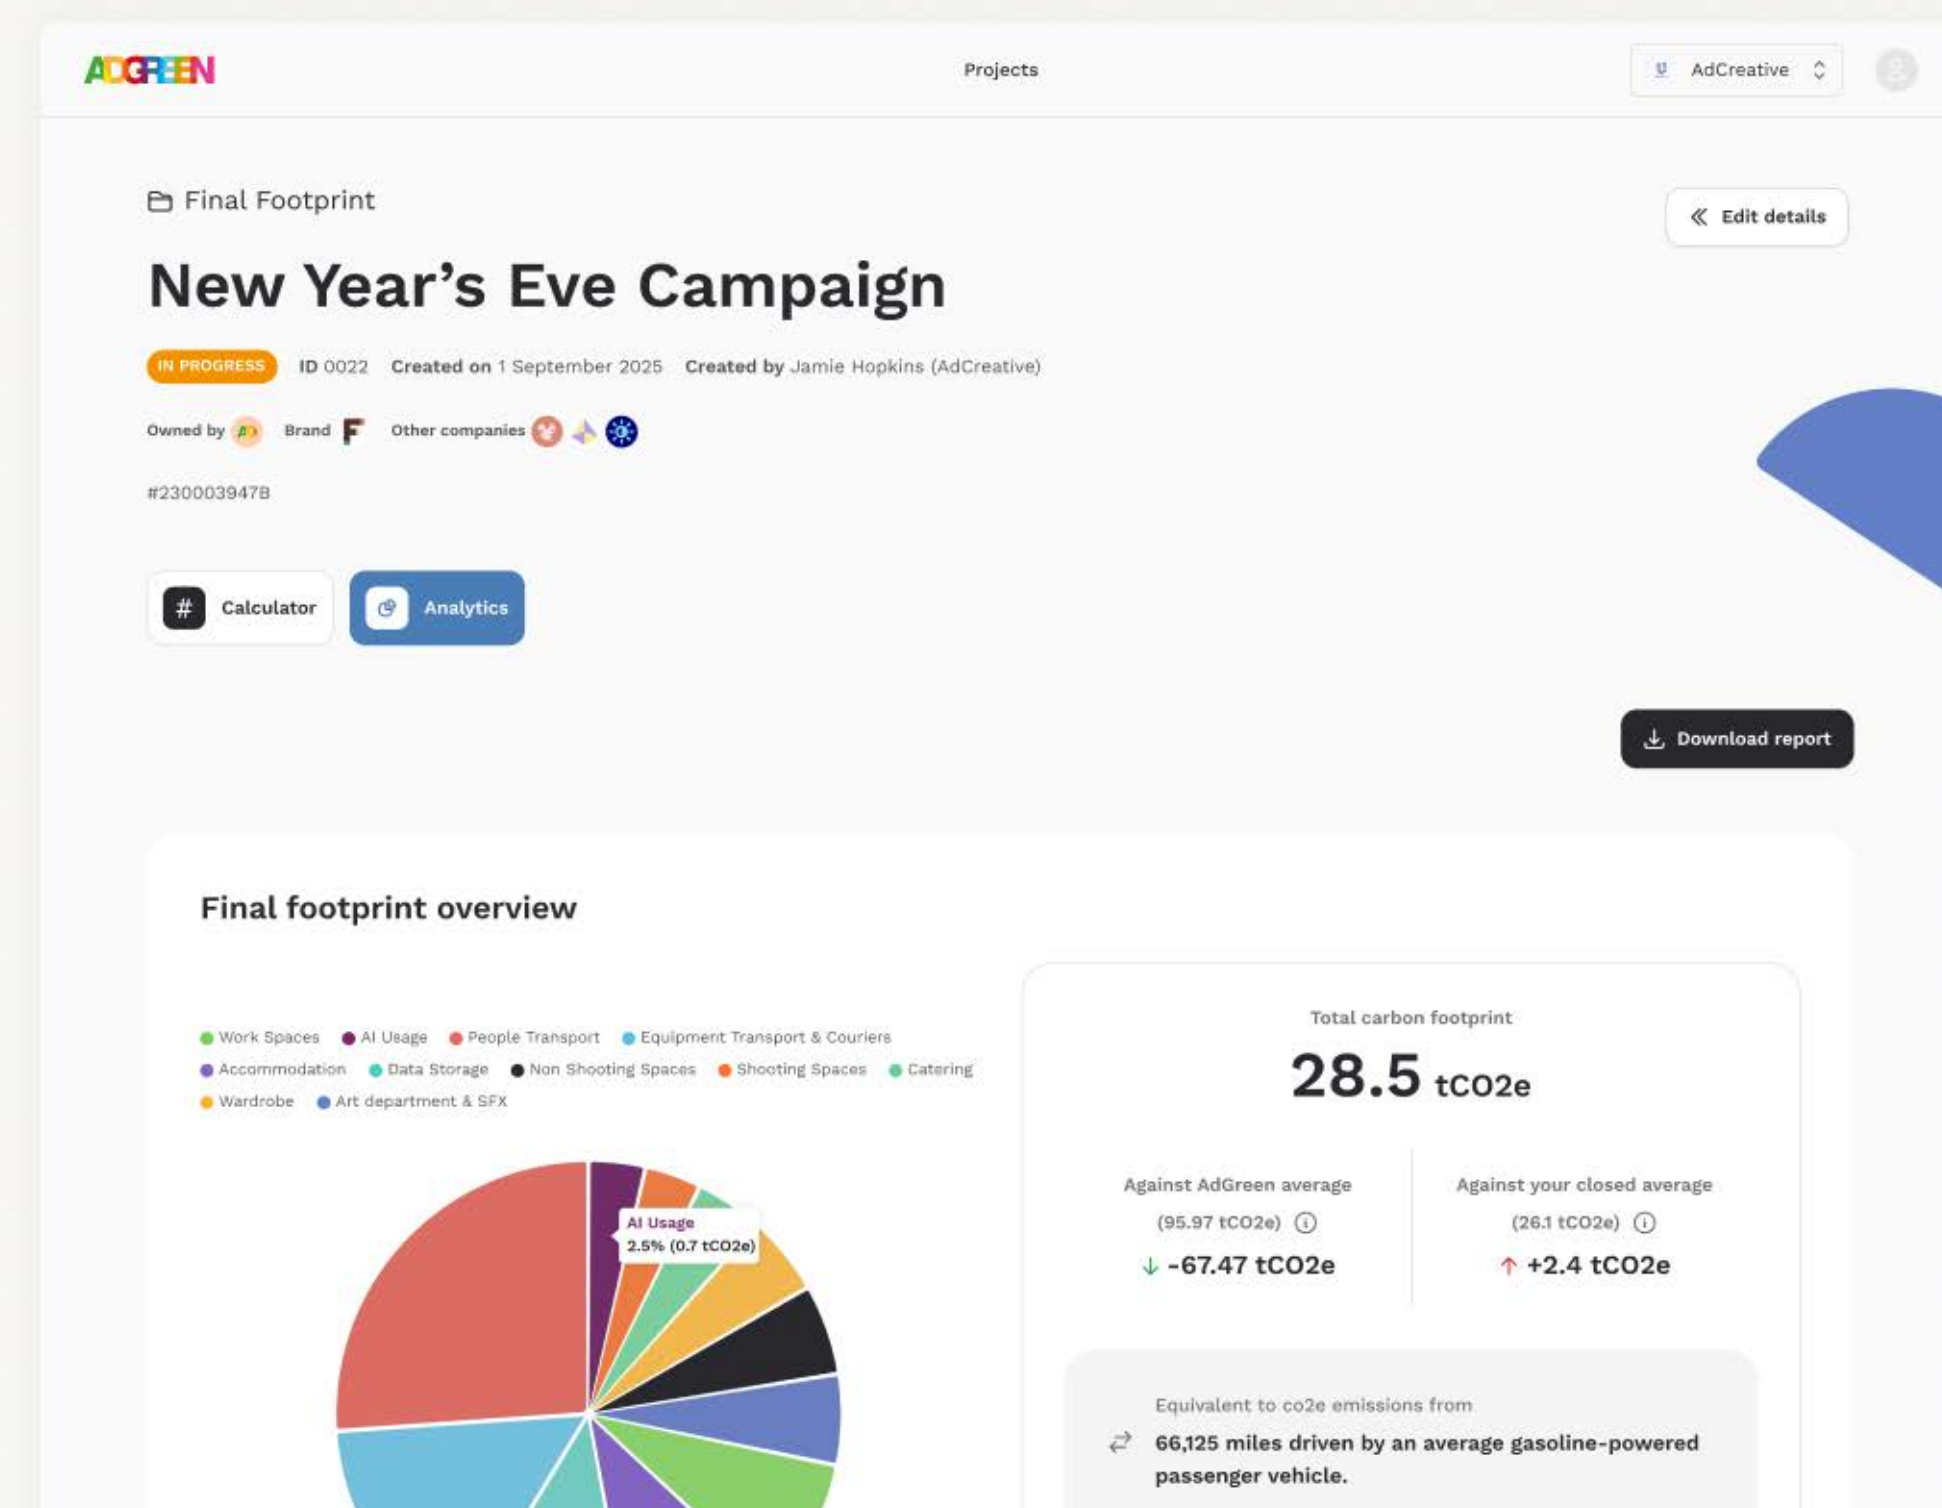 ADGREEN
Projects
AdCreative
Final Footprint
Edit details
New Year’s Eve Campaign
IN PROGRESS ID 0022 Created on 1 September 2025 Created by Jamie Hopkins (AdCreative)
Owned by Brand F Other companies
#230003947B
# Calculator
Analytics
Download report
Final footprint overview
Work Spaces AI Usage People Transport Equipment Transport & Couriers
Accommodation Data Storage Non Shooting Spaces Shooting Spaces Catering
Wardrobe Art department & SFX
AI Usage
2.5% (0.7 tCO2e)
Total carbon footprint
28.5 tCO2e
Against AdGreen average
(95.97 tCO2e)
-67.47 tCO2e
Against your closed average
(26.1 tCO2e)
+2.4 tCO2e
Equivalent to co2e emissions from
66,125 miles driven by an average gasoline-powered
passenger vehicle.